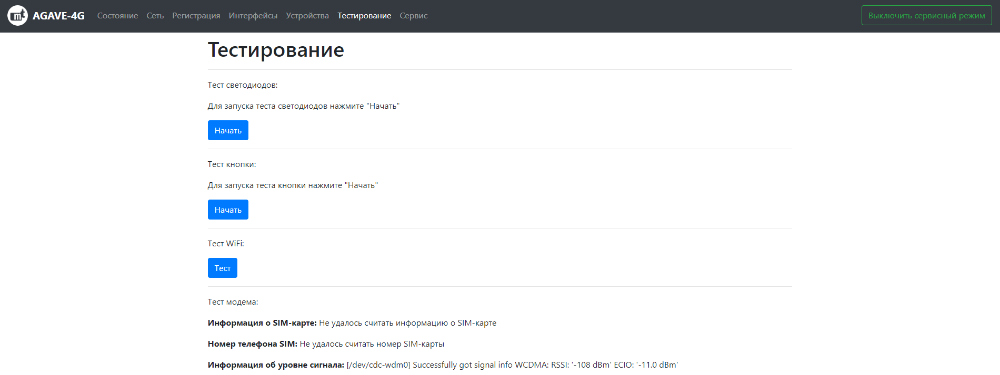 mt AGAVE-4G Состояние Сеть Регистрация Интерфейсы Устройства Тестирование Сервис Выключить сервисный режим
Тестирование
Тест светодиодов:
Для запуска теста светодиодов нажмите "Начать"
Начать
Тест кнопки:
Для запуска теста кнопки нажмите "Начать"
Начать
Тест WiFi:
Тест
Тест модема:
Информация о SIM-карте: Не удалось считать информацию о SIM-карте
Номер телефона SIM: Не удалось считать номер SIM-карты
Информация об уровне сигнала: [/dev/cdc-wdm0] Successfully got signal info WCDMA: RSSI: '-108 dBm' ECIO: '-11.0 dBm'